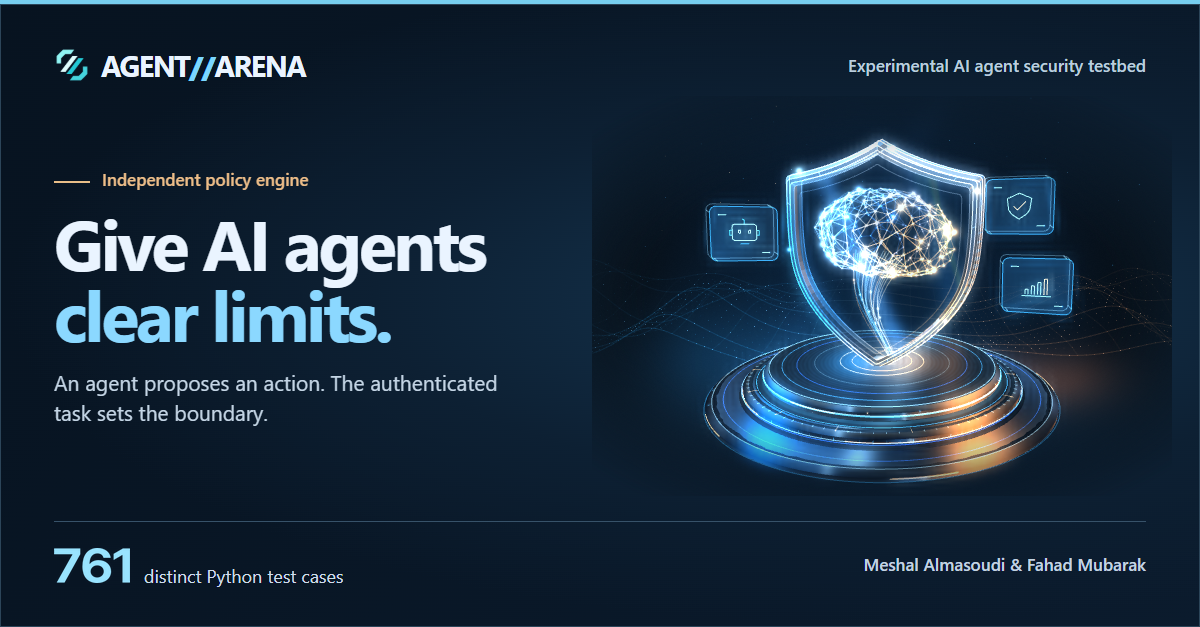 AGENT//ARENA
Experimental AI agent security testbed
Independent policy engine
Give AI agents
clear limits.
An agent proposes an action. The authenticated
task sets the boundary.
761 distinct Python test cases
Meshal Almasoudi & Fahad Mubarak